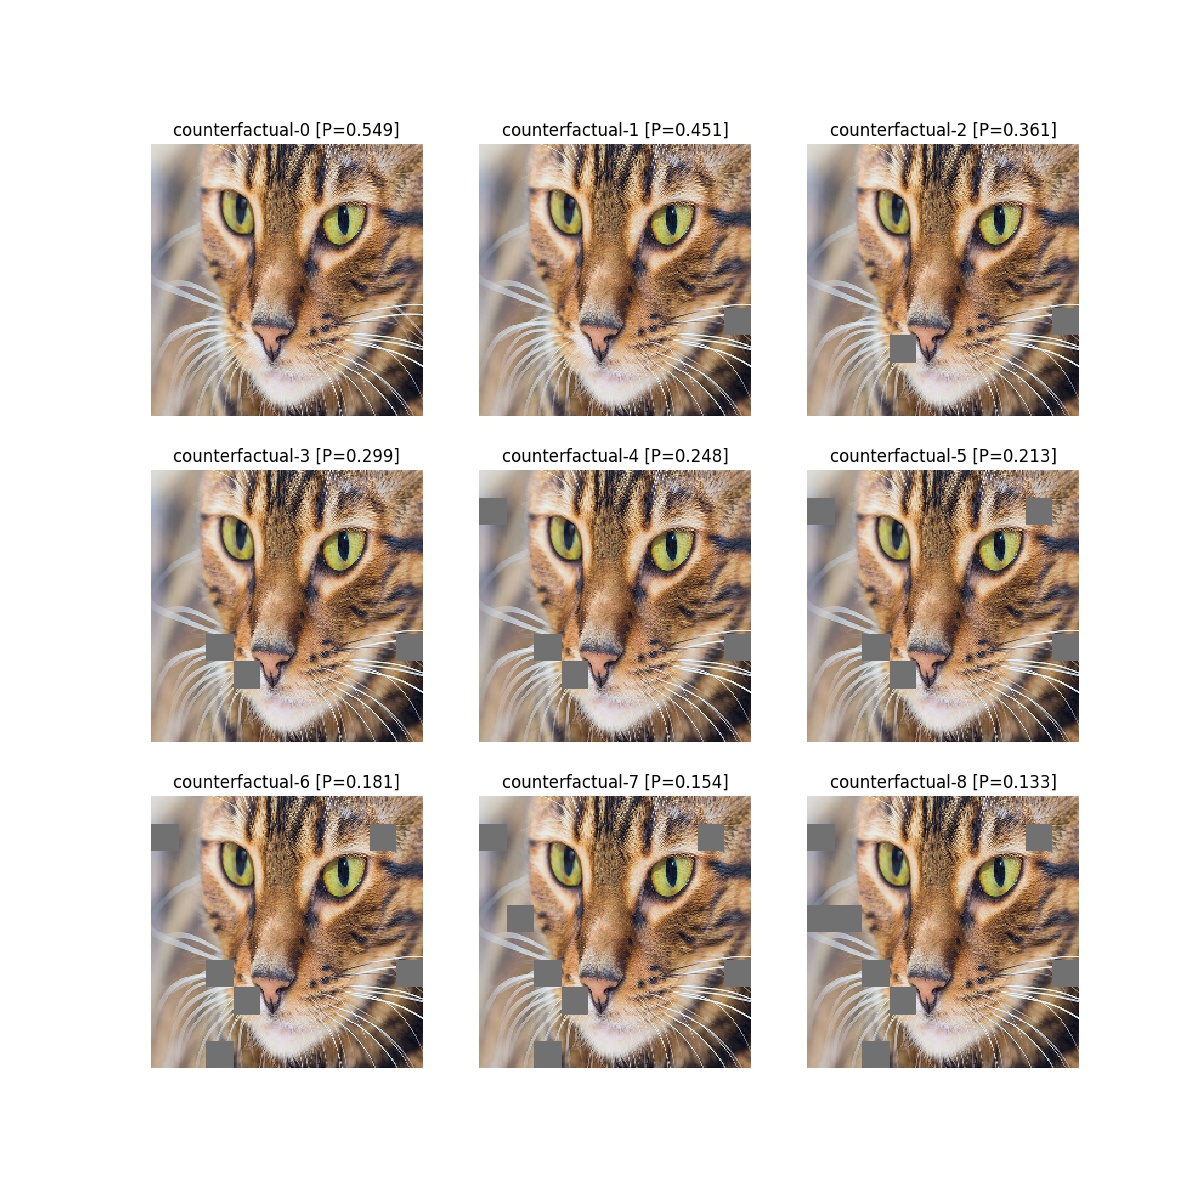 counterfactual-0 [P=0.549]
counterfactual-1 [P=0.451]
counterfactual-2 [P=0.361]
counterfactual-3 [P=0.299]
counterfactual-4 [P=0.248]
counterfactual-5 [P=0.213]
counterfactual-6 [P=0.181]
counterfactual-7 [P=0.154]
counterfactual-8 [P=0.133]